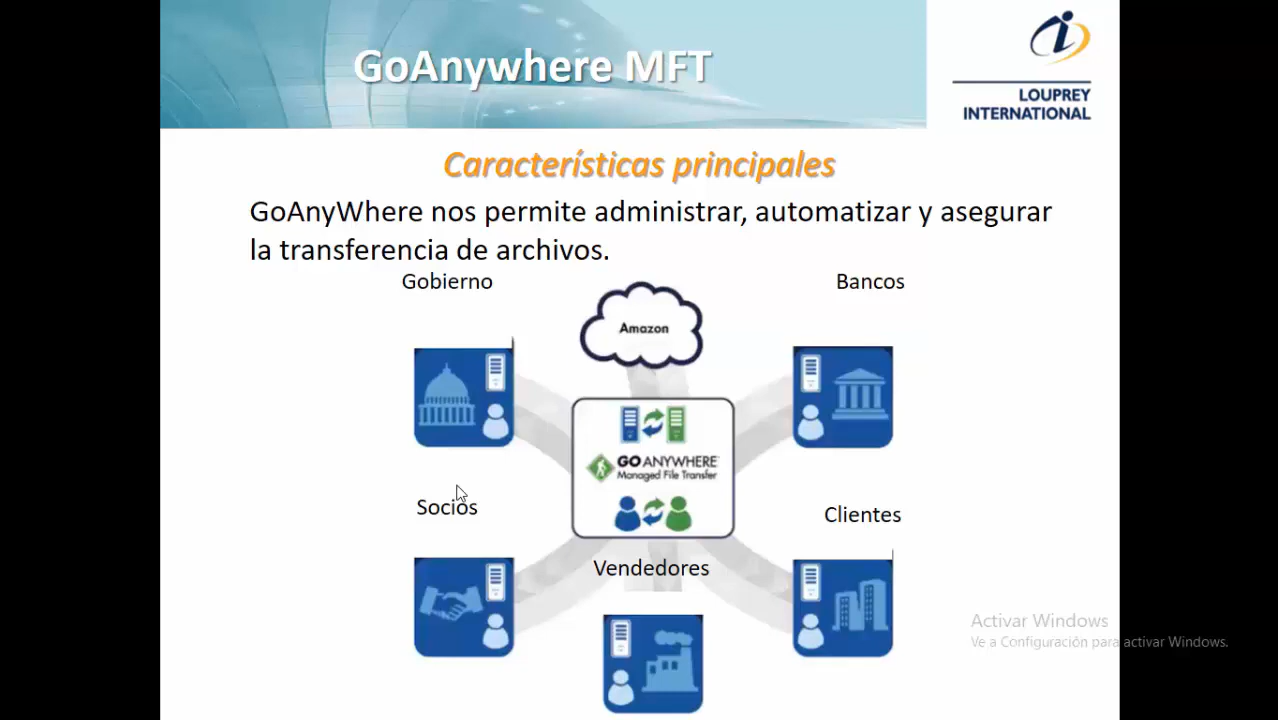 GoAnywhere MFT
LOUPREY
INTERNATIONAL
Características principales
GoAnyWhere nos permite administrar, automatizar y asegurar
la transferencia de archivos.
Gobierno
Bancos
Amazon
GO ANYWHERE
Managed File Transfer
Socios
Clientes
Vendedores
Activar Windows
Ve a Configuración para activar Windows.